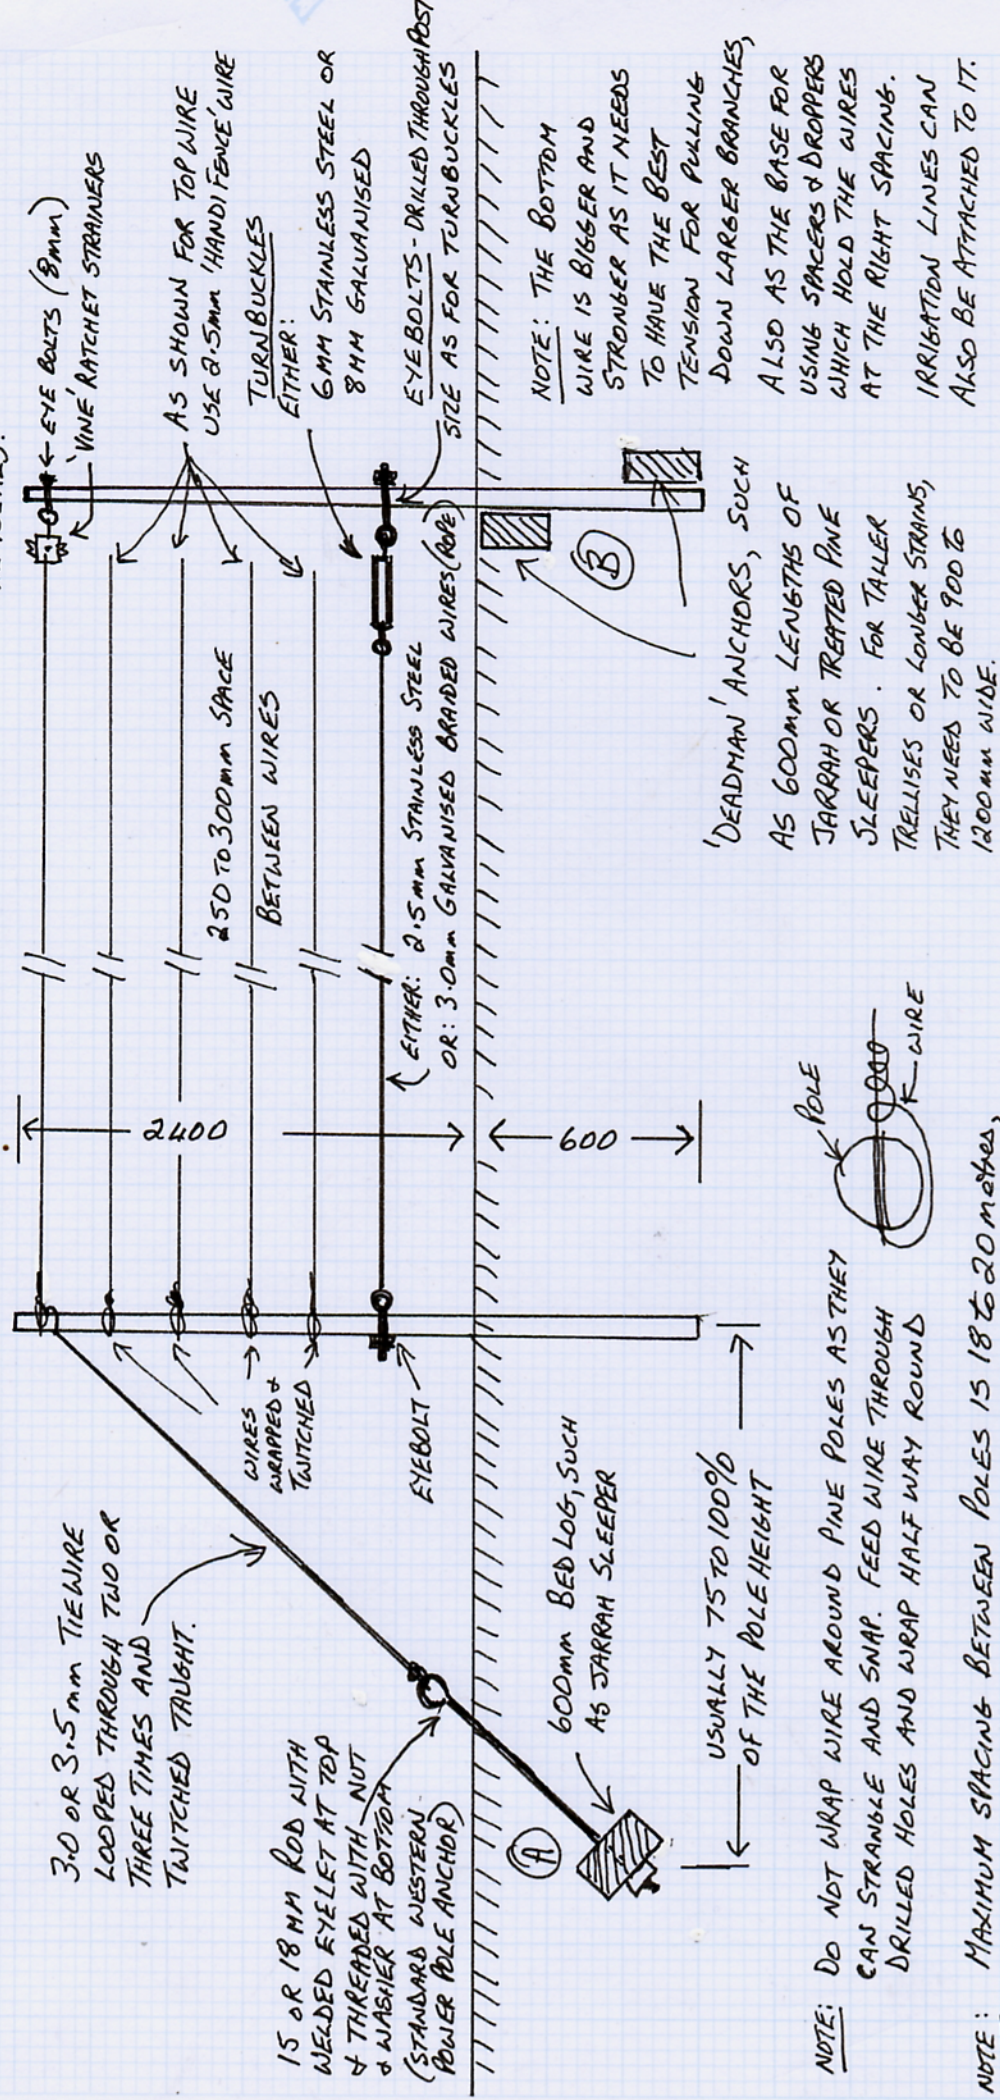 3.0 OR 3.5 mm TIEWIRE
LOOPED THROUGH TWO OR
THREE TIMES AND
TWITCHED TAUGHT.
15 OR 18 MM ROD WITH
WELDED EYELET AT TOP
& THREADED WITH NUT
& WASHER AT BOTTOM
(STANDARD WESTERN
POWER POLE ANCHOR)
WIRES
WRAPPED &
TWITCHED
EYEBOLT
2400
600
250 TO 300mm SPACE
BETWEEN WIRES
EITHER: 2.5mm STAINLESS STEEL
OR: 3.0mm GALVANISED BRAIDED WIRES (ROPE)
← EYE BOLTS (8mm)
'VINE' RATCHET STRAINERS
AS SHOWN FOR TOP WIRE
USE 2.5mm 'HANDIFENCE' WIRE
TURNBUCKLES
EITHER:
6MM STAINLESS STEEL OR
8MM GALVANISED
EYEBOLTS - DRILLED THROUGH POST
SIZE AS FOR TURNBUCKLES
A
600mm BED LOG, SUCH
AS JARRAH SLEEPER
USUALLY 75 TO 100%
OF THE POLE HEIGHT
B
'DEADMAN' ANCHORS, SUCH
AS 600mm LENGTHS OF
JARRAH OR TREATED PINE
SLEEPERS. FOR TALLER
TRELLISES OR LONGER STRAINS,
THEY NEED TO BE 900 TO
1200mm WIDE.
NOTE: THE BOTTOM
WIRE IS BIGGER AND
STRONGER AS IT NEEDS
TO HAVE THE BEST
TENSION FOR PULLING
DOWN LARGER BRANCHES,
ALSO AS THE BASE FOR
USING SPACERS & DROPPERS
WHICH HOLD THE WIRES
AT THE RIGHT SPACING.
IRRIGATION LINES CAN
ALSO BE ATTACHED TO IT.
NOTE: DO NOT WRAP WIRE AROUND PINE POLES AS THEY
CAN STRANGLE AND SNAP. FEED WIRE THROUGH
DRILLED HOLES AND WRAP HALF WAY ROUND
POLE
WIRE
NOTE: MAXIMUM SPACING BETWEEN POLES IS 18 to 20 metres,